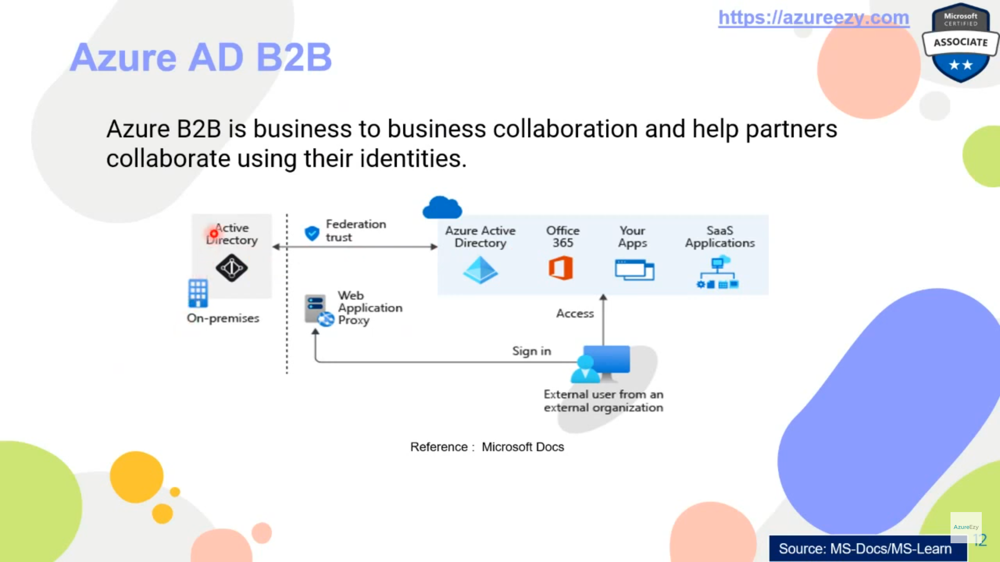 https://azureezy.com
Microsoft
CERTIFIED
ASSOCIATE
Azure AD B2B
Azure B2B is business to business collaboration and help partners
collaborate using their identities.
Active
Directory
On-premises
Federation
trust
Azure Active
Directory
Office
365
Your
Apps
SaaS
Applications
Web
Application
Proxy
Access
Sign in
External user from an
external organization
Reference : Microsoft Docs
AzureEzy
12
Source: MS-Docs/MS-Learn